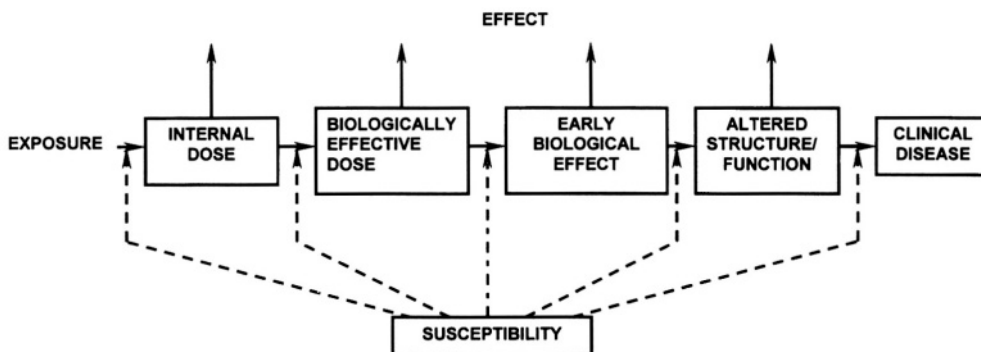 EFFECT
EXPOSURE
INTERNAL
DOSE
BIOLOGICALLY
EFFECTIVE
DOSE
EARLY
BIOLOGICAL
EFFECT
ALTERED
STRUCTURE/
FUNCTION
CLINICAL
DISEASE
SUSCEPTIBILITY